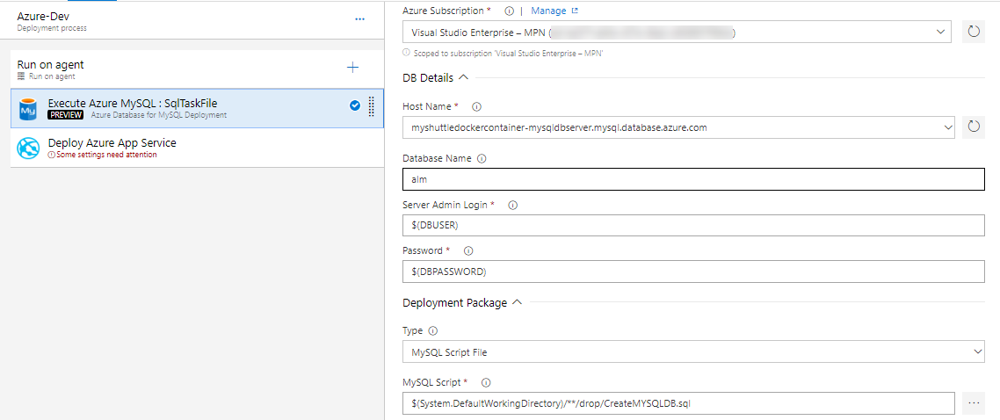 Azure-Dev
Deployment process
Run on agent
Run on agent
My
Execute Azure MySQL : SqlTaskFile
PREVIEW Azure Database for MySQL Deployment
Deploy Azure App Service
Some settings need attention
Azure Subscription * | Manage
Visual Studio Enterprise – MPN ( )
Scoped to subscription 'Visual Studio Enterprise – MPN'
DB Details
Host Name *
myshuttledockercontainer-mysqldbserver.mysql.database.azure.com
Database Name
alm
Server Admin Login *
$(DBUSER)
Password *
$(DBPASSWORD)
Deployment Package
Type
MySQL Script File
MySQL Script *
$(System.DefaultWorkingDirectory)/**/drop/CreateMYSQLDB.sql